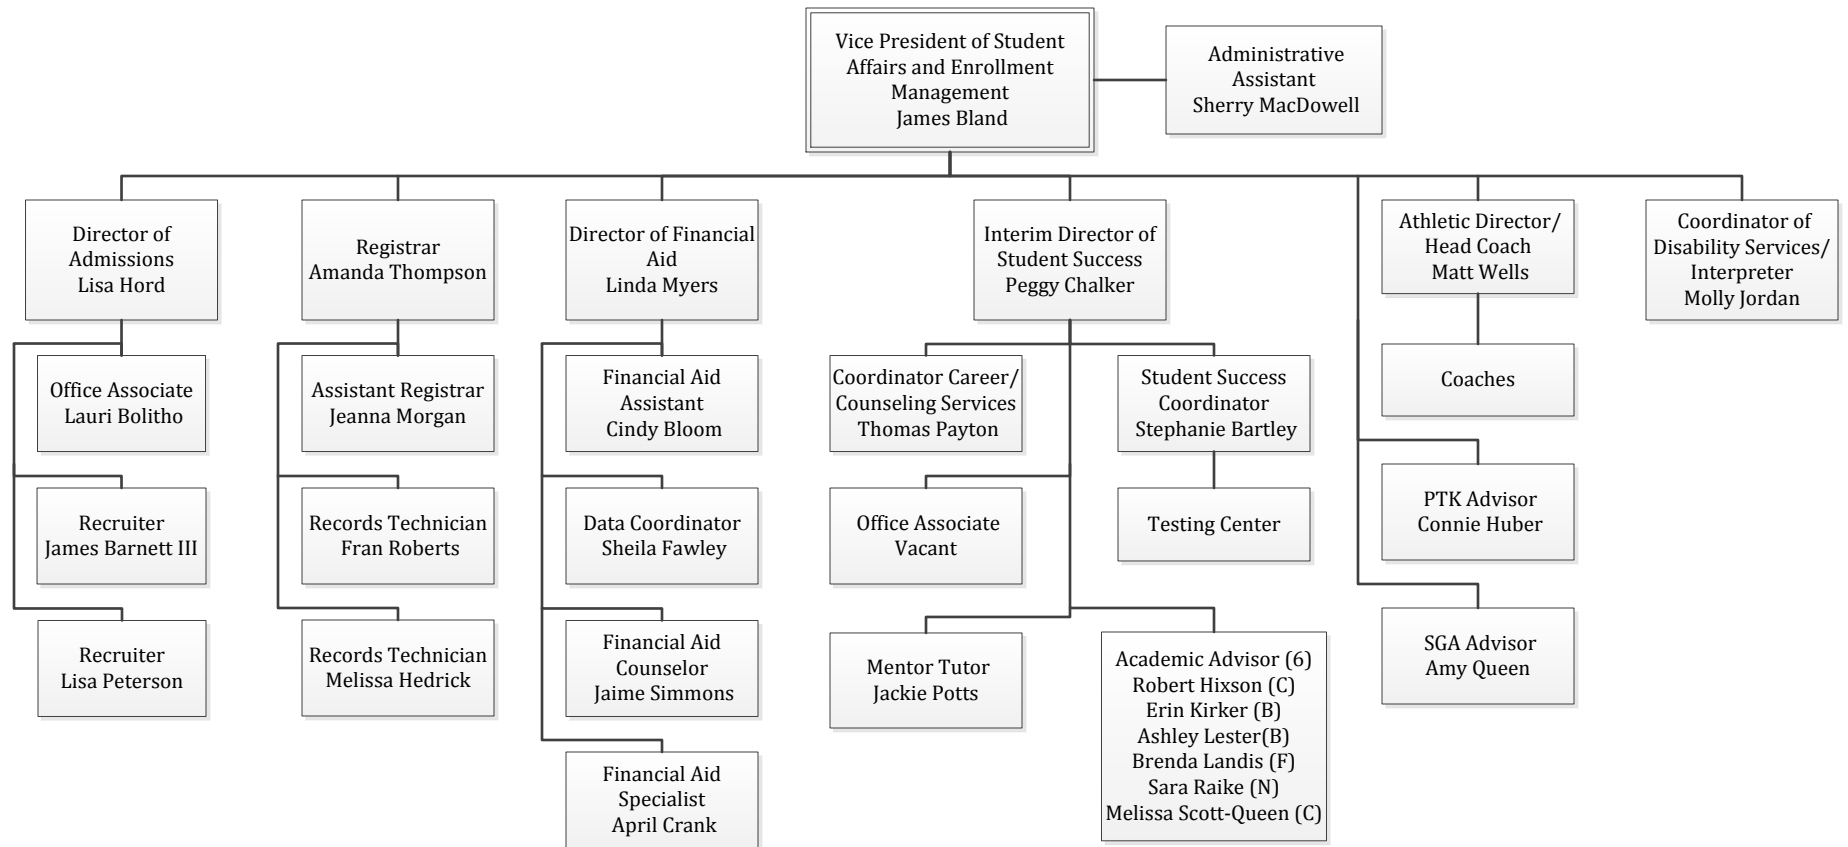 Vice President of Student
Affairs and Enrollment
Management
James Bland
Administrative
Assistant
Sherry MacDowell
Director of
Admissions
Lisa Hord
Registrar
Amanda Thompson
Director of Financial
Aid
Linda Myers
Interim Director of
Student Success
Peggy Chalker
Athletic Director/
Head Coach
Matt Wells
Coordinator of
Disability Services/
Interpreter
Molly Jordan
Office Associate
Lauri Bolitho
Assistant Registrar
Jeanna Morgan
Financial Aid
Assistant
Cindy Bloom
Coordinator Career/
Counseling Services
Thomas Payton
Student Success
Coordinator
Stephanie Bartley
Coaches
Recruiter
James Barnett III
Records Technician
Fran Roberts
Data Coordinator
Sheila Fawley
Office Associate
Vacant
Testing Center
PTK Advisor
Connie Huber
Recruiter
Lisa Peterson
Records Technician
Melissa Hedrick
Financial Aid
Counselor
Jaime Simmons
Mentor Tutor
Jackie Potts
Academic Advisor (6)
Robert Hixson (C)
Erin Kirker (B)
Ashley Lester(B)
Brenda Landis (F)
Sara Raike (N)
Melissa Scott-Queen (C)
SGA Advisor
Amy Queen
Financial Aid
Specialist
April Crank